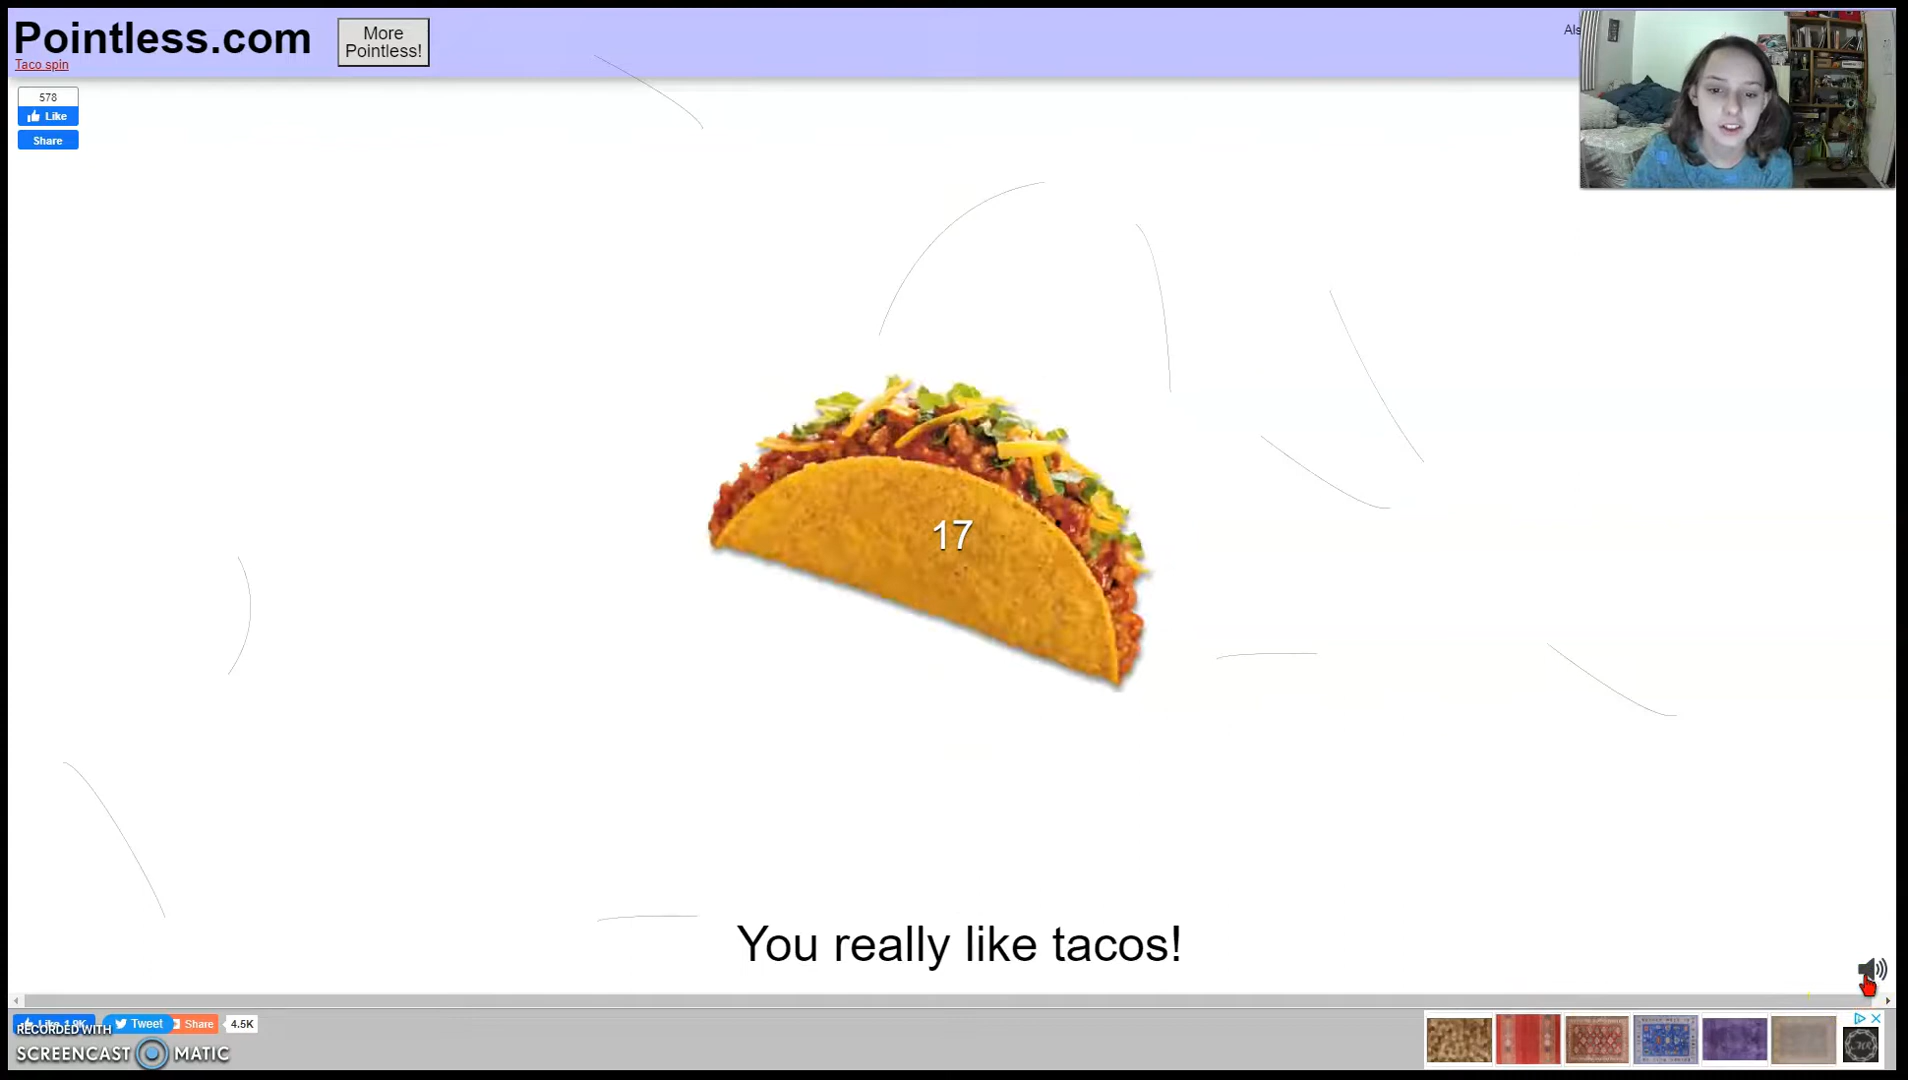 Pointless.com
More
Pointless!
Taco spin
Als
578
Like
Share
17
You really like tacos!
Tweet
Share
4.5K
RECORDED WITH
SCREENCAST MATIC